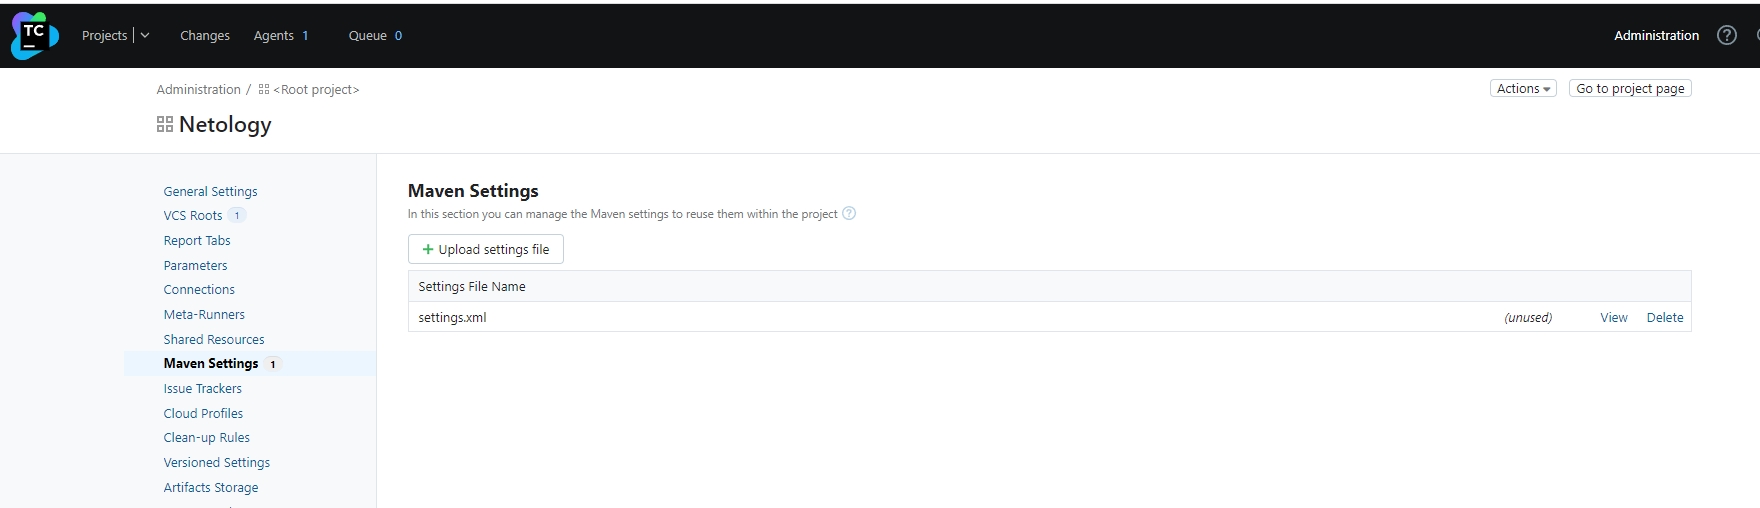 TC Projects Changes Agents 1 Queue 0 Administration ?
Administration / <Root project> Actions Go to project page
Netology
General Settings
VCS Roots 1
Report Tabs
Parameters
Connections
Meta-Runners
Shared Resources
Maven Settings 1
Issue Trackers
Cloud Profiles
Clean-up Rules
Versioned Settings
Artifacts Storage
Maven Settings
In this section you can manage the Maven settings to reuse them within the project ?
+ Upload settings file
Settings File Name
settings.xml (unused) View Delete